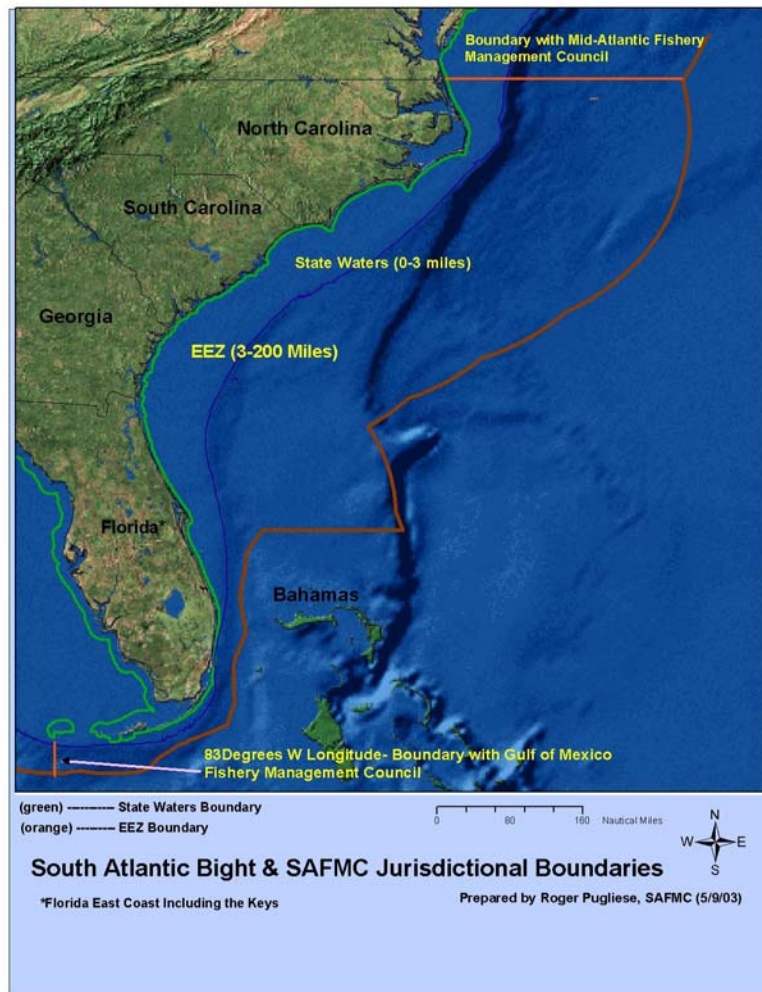 Boundary with Mid-Atlantic Fishery
Management Council
North Carolina
South Carolina
State Waters (0-3 miles)
Georgia
EEZ (3-200 Miles)
Florida*
Bahamas
83Degrees W Longitude- Boundary with Gulf of Mexico
Fishery Management Council
(green) ----------- State Waters Boundary
(orange) --------- EEZ Boundary
0 80 160 Nautical Miles
N
W E
S
South Atlantic Bight & SAFMC Jurisdictional Boundaries
*Florida East Coast Including the Keys
Prepared by Roger Pugliese, SAFMC (5/9/03)